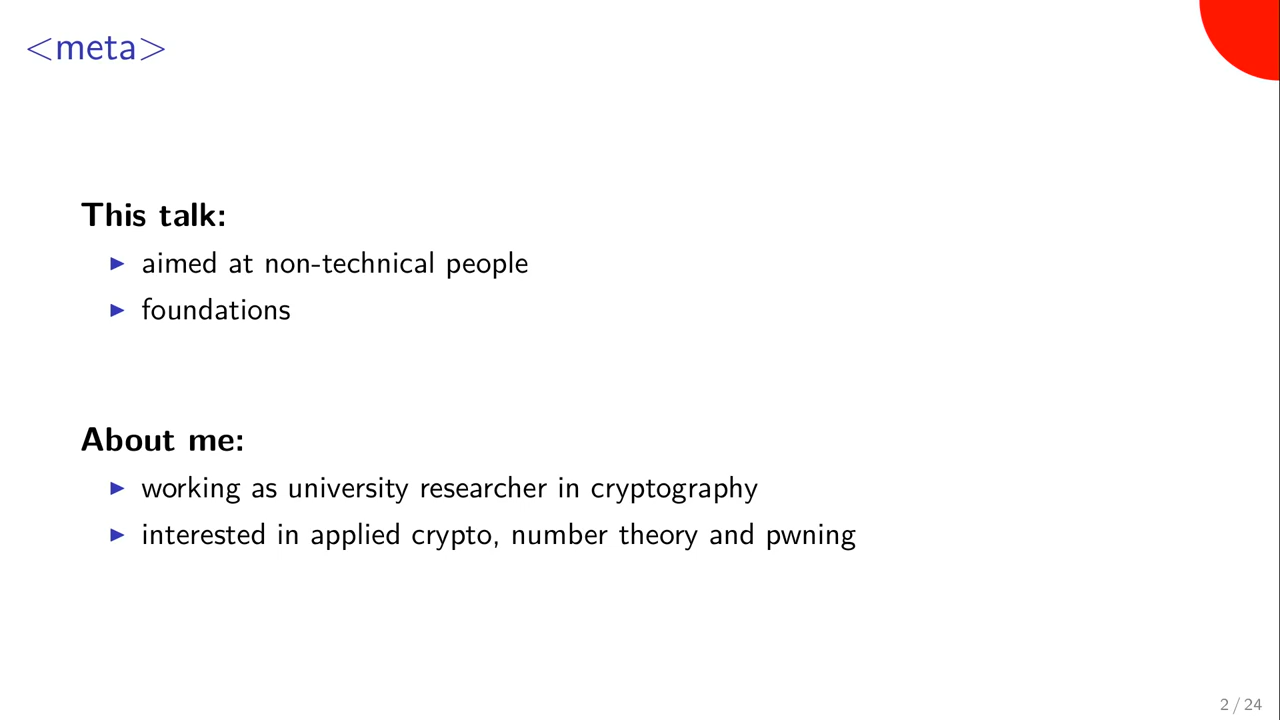 <meta>
This talk:
▶ aimed at non-technical people
▶ foundations
About me:
▶ working as university researcher in cryptography
▶ interested in applied crypto, number theory and pwning
2 / 24